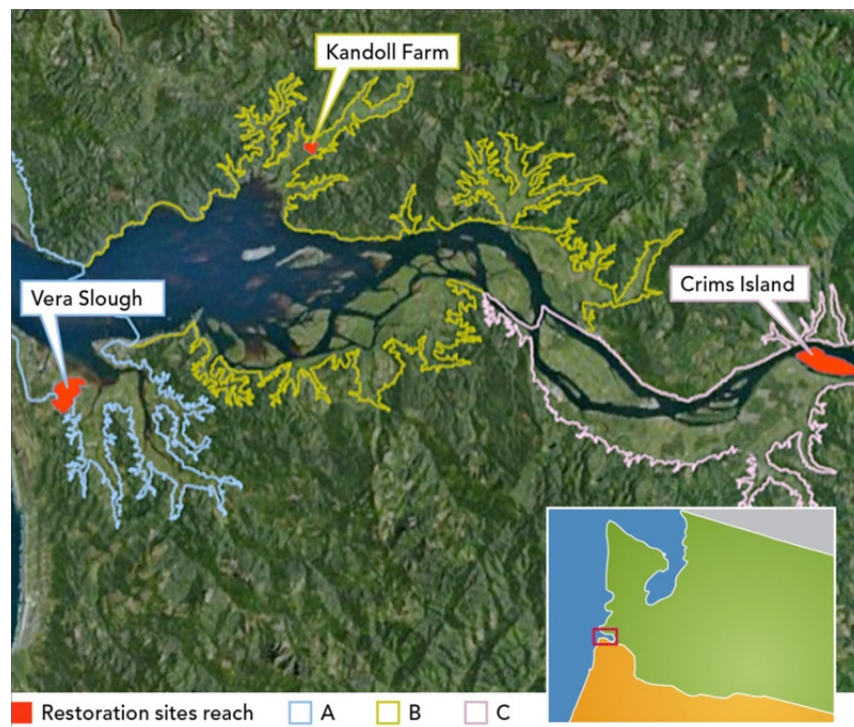 Kandoll Farm
Crims Island
Vera Slough
Restoration sites reach A B C